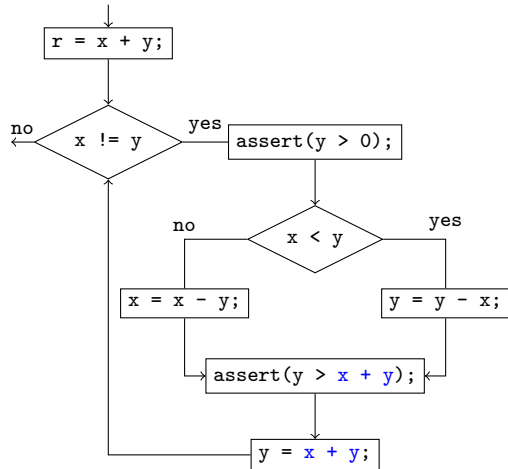 r = x + y;
no
x != y
yes
assert(y > 0);
no
x < y
yes
x = x - y;
y = y - x;
assert(y > x + y);
y = x + y;